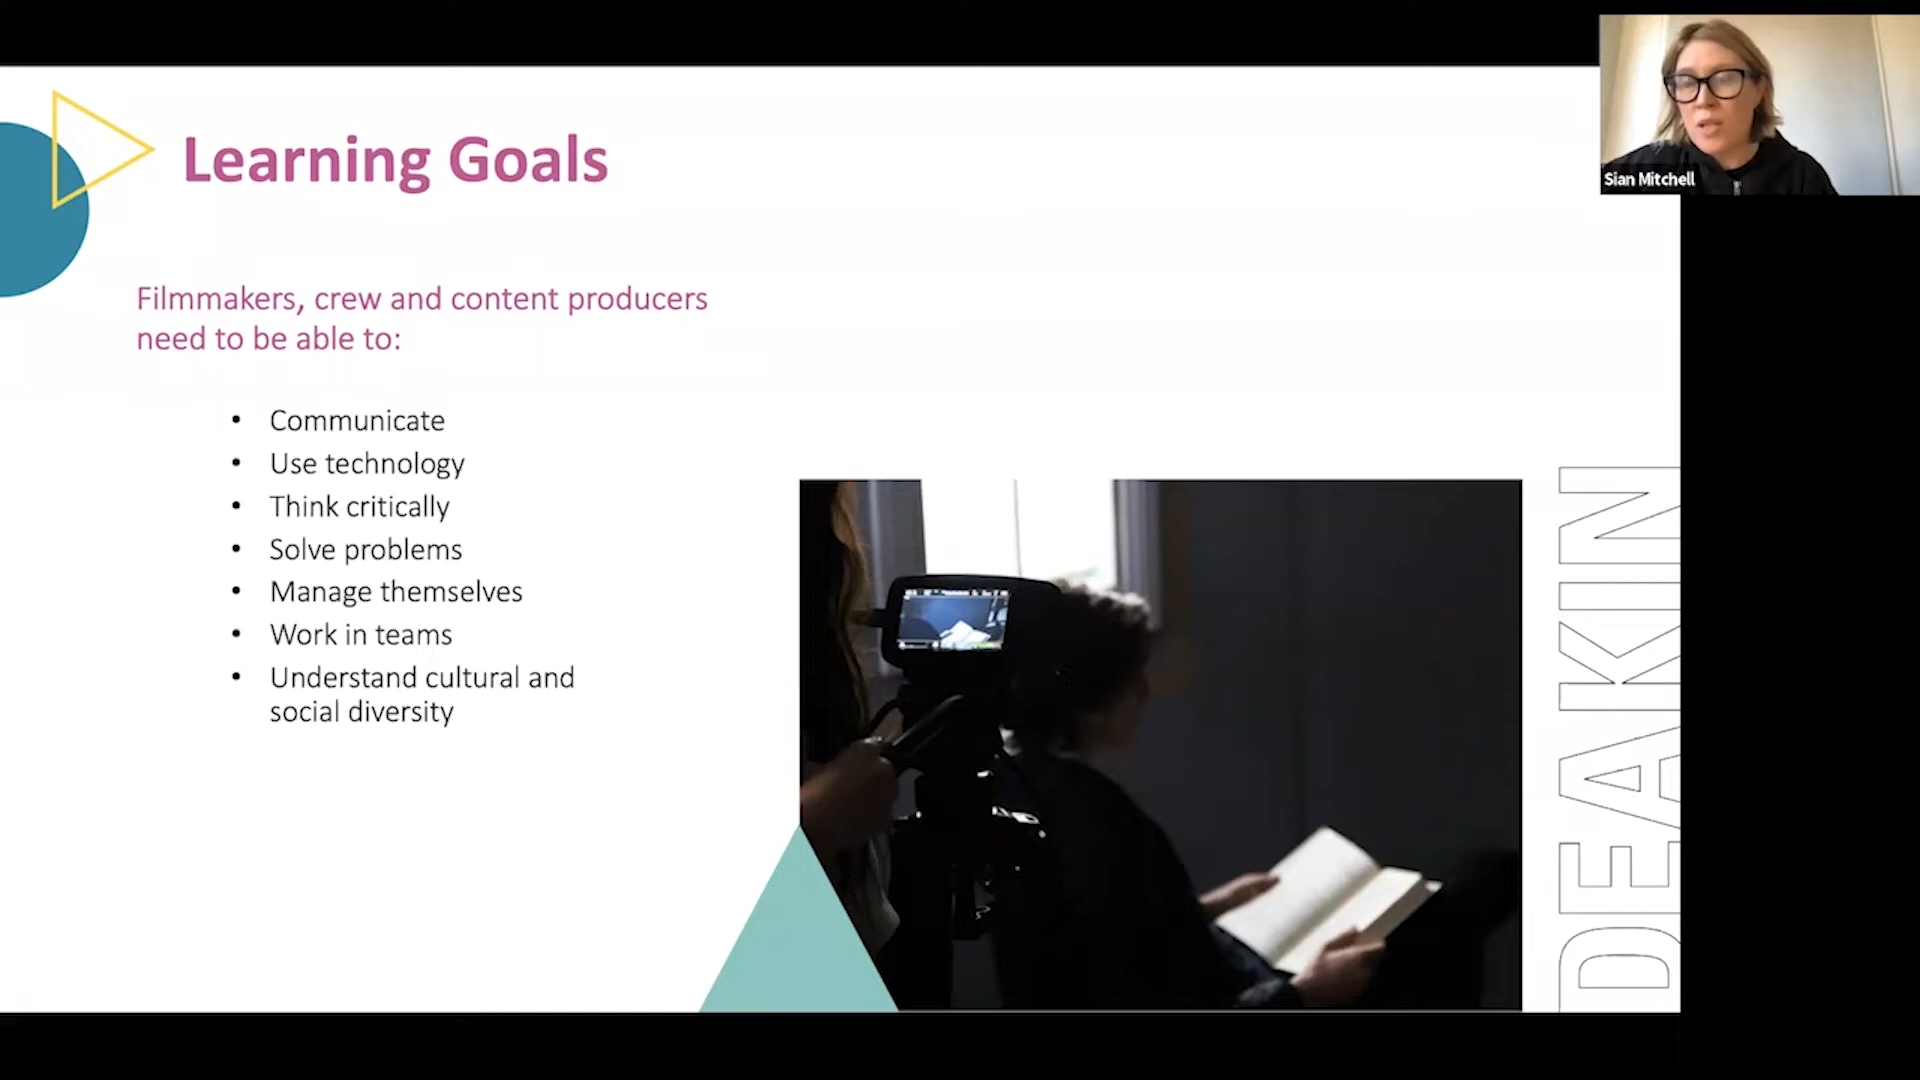 Learning Goals
Filmmakers, crew and content producers
need to be able to:
• Communicate
• Use technology
• Think critically
• Solve problems
• Manage themselves
• Work in teams
• Understand cultural and
social diversity
DEAKIN
Sian Mitchell